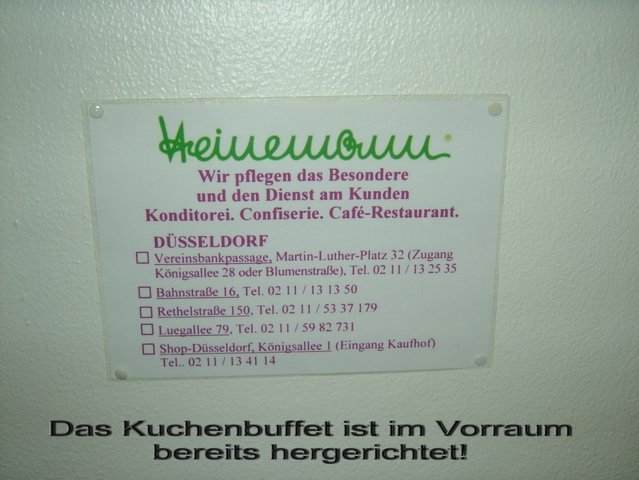 Heinemann
Wir pflegen das Besondere
und den Dienst am Kunden
Konditorei. Confiserie. Café-Restaurant.
DÜSSELDORF
Vereinsbankpassage, Martin-Luther-Platz 32 (Zugang
Königsallee 28 oder Blumenstraße), Tel. 02 11 / 13 25 35
Bahnstraße 16, Tel. 02 11 / 13 13 50
Rethelstraße 150, Tel. 02 11 / 53 37 179
Luegallee 79, Tel. 02 11 / 59 82 731
Shop-Düsseldorf, Königsallee 1 (Eingang Kaufhof)
Tel.. 02 11 / 13 41 14
Das Kuchenbuffet ist im Vorraum
bereits hergerichtet!